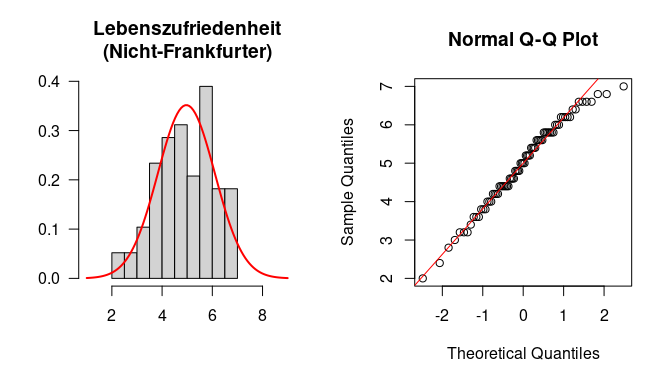 Lebenszufriedenheit
(Nicht-Frankfurter)
0.4
0.3
0.2
0.1
0.0
2 4 6 8
Normal Q-Q Plot
Sample Quantiles
7
6
5
4
3
2
-2 -1 0 1 2
Theoretical Quantiles